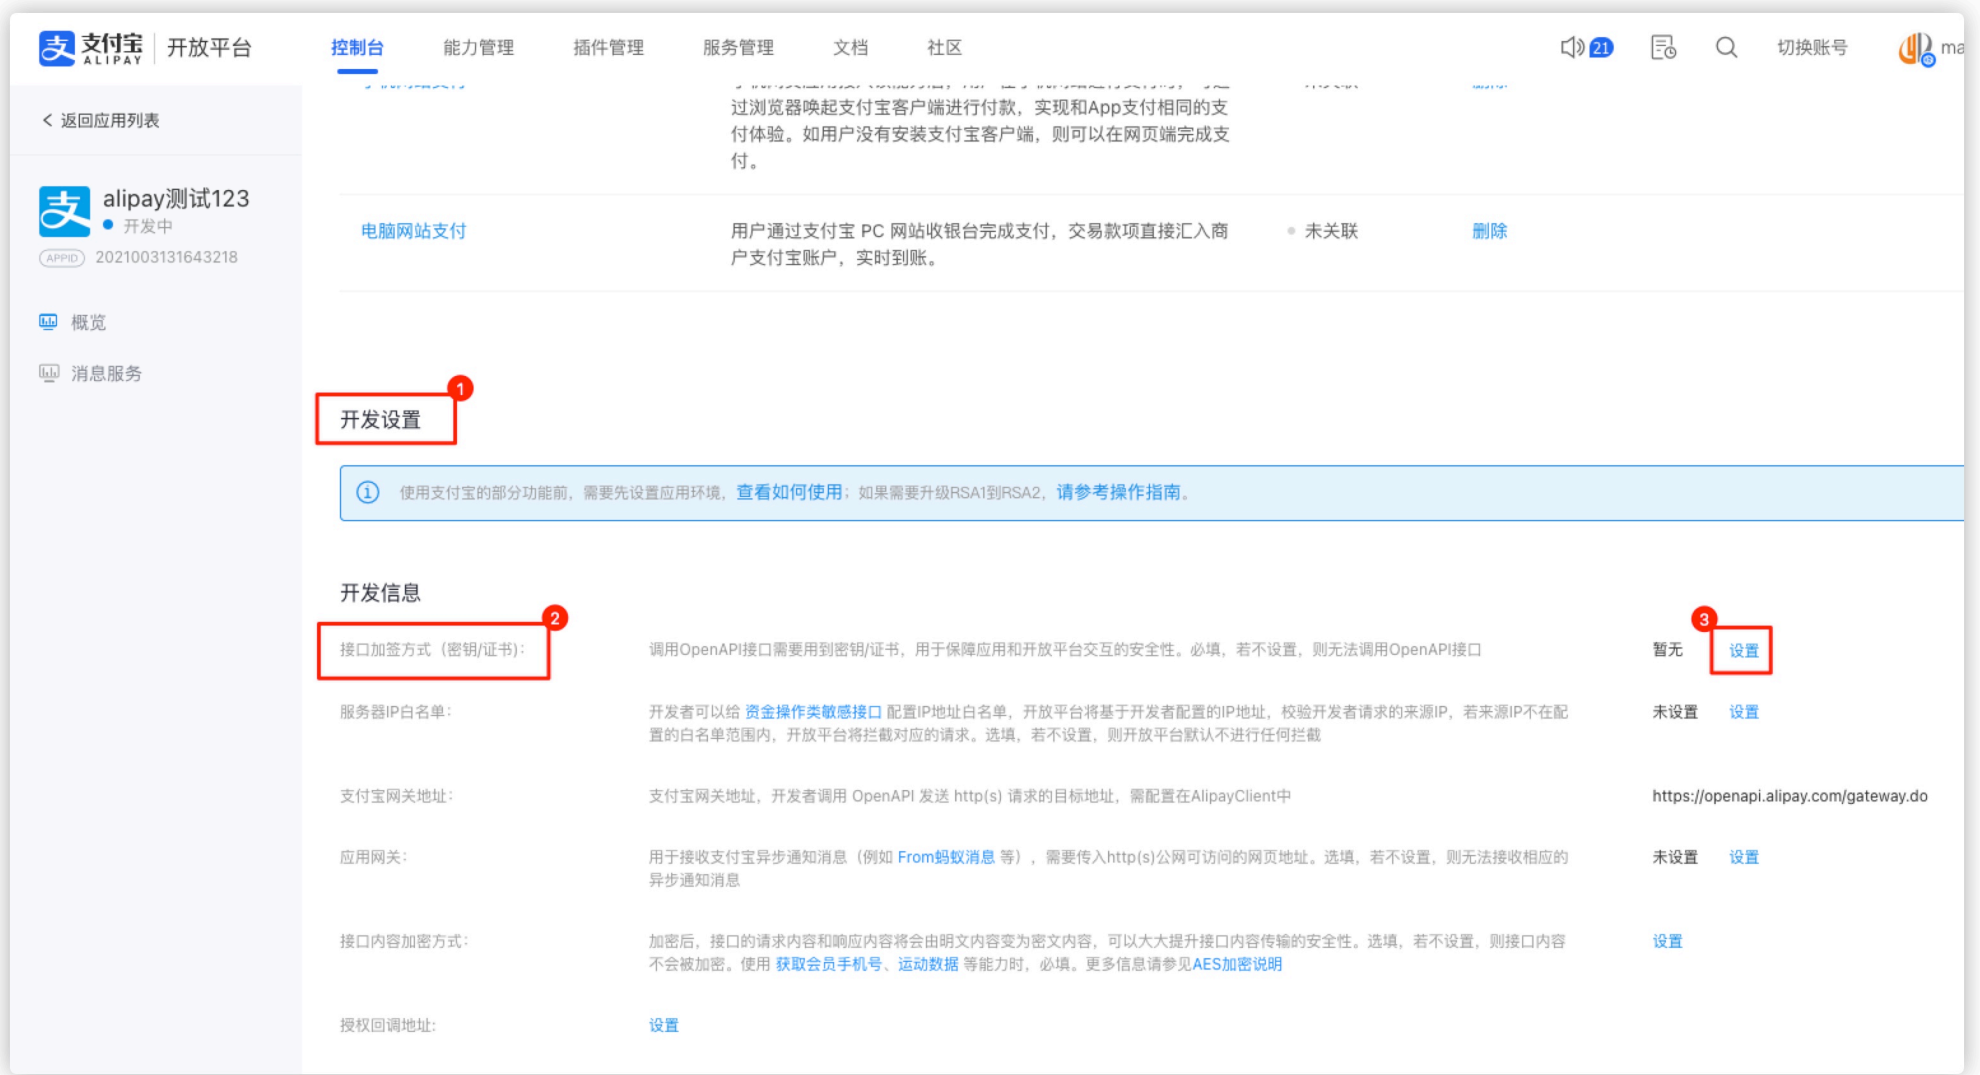 支付宝 ALIPAY 开放平台
控制台 能力管理 插件管理 服务管理 文档 社区 21 切换账号 ma
返回应用列表
过浏览器唤起支付宝客户端进行付款，实现和App支付相同的支
付体验。如用户没有安装支付宝客户端，则可以在网页端完成支
付。
alipay测试123
开发中
APPID 2021003131643218
电脑网站支付 用户通过支付宝 PC 网站收银台完成支付，交易款项直接汇入商 未关联 删除
户支付宝账户，实时到账。
概览
消息服务
1
开发设置
使用支付宝的部分功能前，需要先设置应用环境，查看如何使用；如果需要升级RSA1到RSA2，请参考操作指南。
开发信息
2
3
接口加签方式（密钥/证书)： 调用OpenAPI接口需要用到密钥/证书，用于保障应用和开放平台交互的安全性。必填，若不设置，则无法调用OpenAPI接口 暂无 设置
服务器IP白名单： 开发者可以给 资金操作类敏感接口 配置IP地址白名单，开放平台将基于开发者配置的IP地址，校验开发者请求的来源IP，若来源IP不在配 未设置 设置
置的白名单范围内，开放平台将拦截对应的请求。选填，若不设置，则开放平台默认不进行任何拦截
支付宝网关地址： 支付宝网关地址，开发者调用 OpenAPI 发送 http(s) 请求的目标地址，需配置在AlipayClient中 https://openapi.alipay.com/gateway.do
应用网关： 用于接收支付宝异步通知消息（例如 From蚂蚁消息 等），需要传入http(s)公网可访问的网页地址。选填，若不设置，则无法接收相应的 未设置 设置
异步通知消息
接口内容加密方式： 加密后，接口的请求内容和响应内容将会由明文内容变为密文内容，可以大大提升接口内容传输的安全性。选填，若不设置，则接口内容 设置
不会被加密。使用 获取会员手机号、运动数据 等能力时，必填。更多信息请参见AES加密说明
授权回调地址: 设置